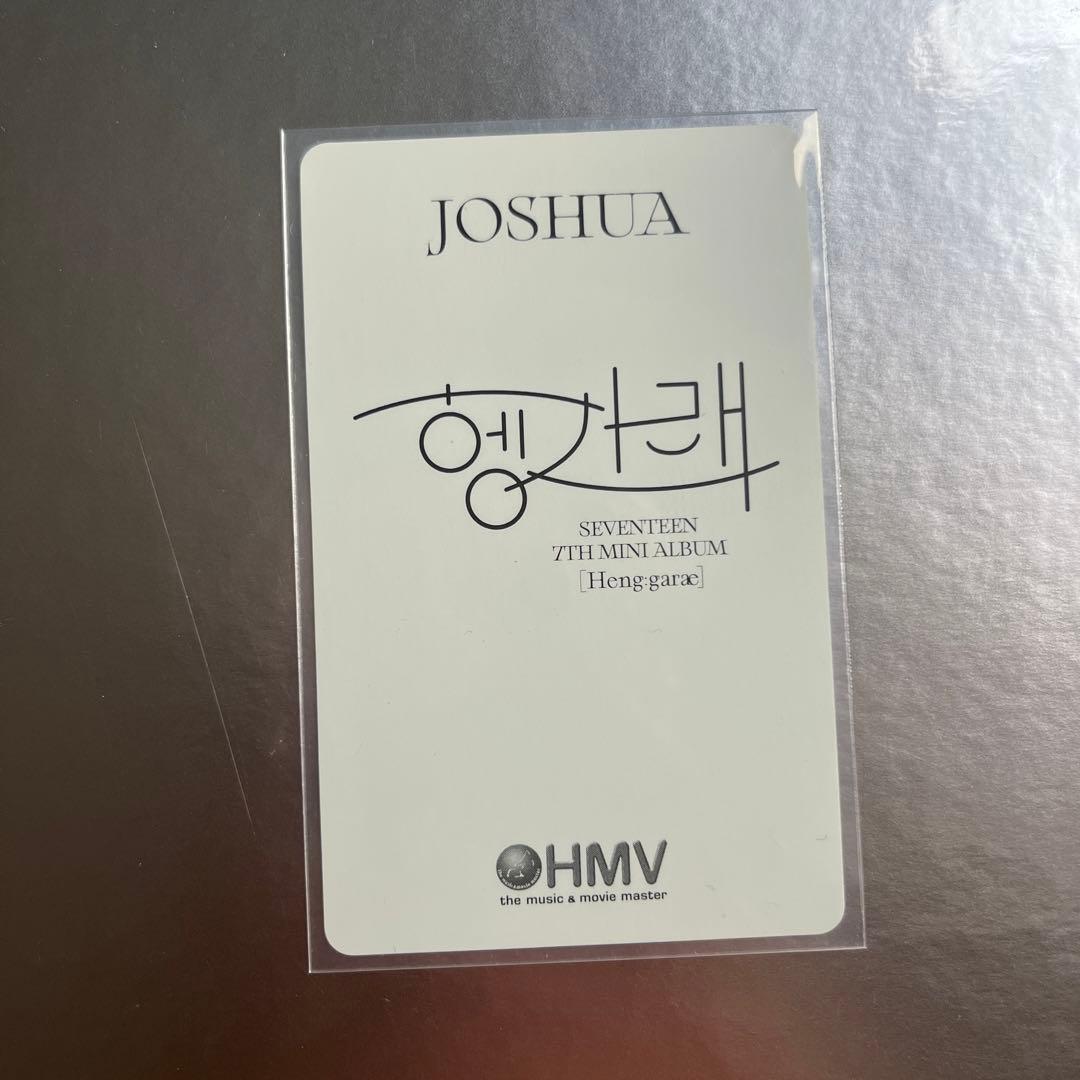 JOSHUA
헹가래
SEVENTEEN
7TH MINI ALBUM
[Heng:garæ]
HMV
the music & movie master